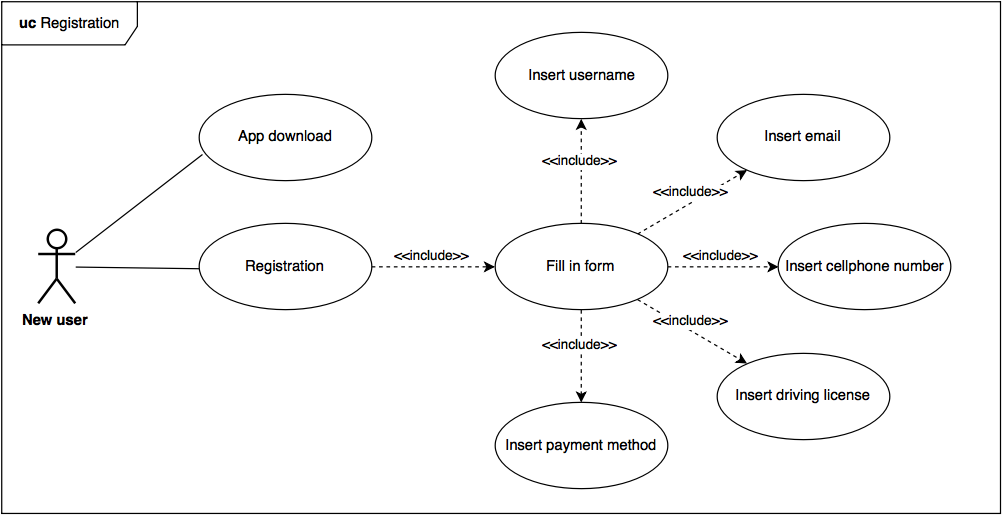 uc Registration
Insert username
App download
Insert email
<<include>>
<<include>>
Registration
<<include>>
Fill in form
<<include>>
Insert cellphone number
New user
<<include>>
<<include>>
Insert driving license
Insert payment method